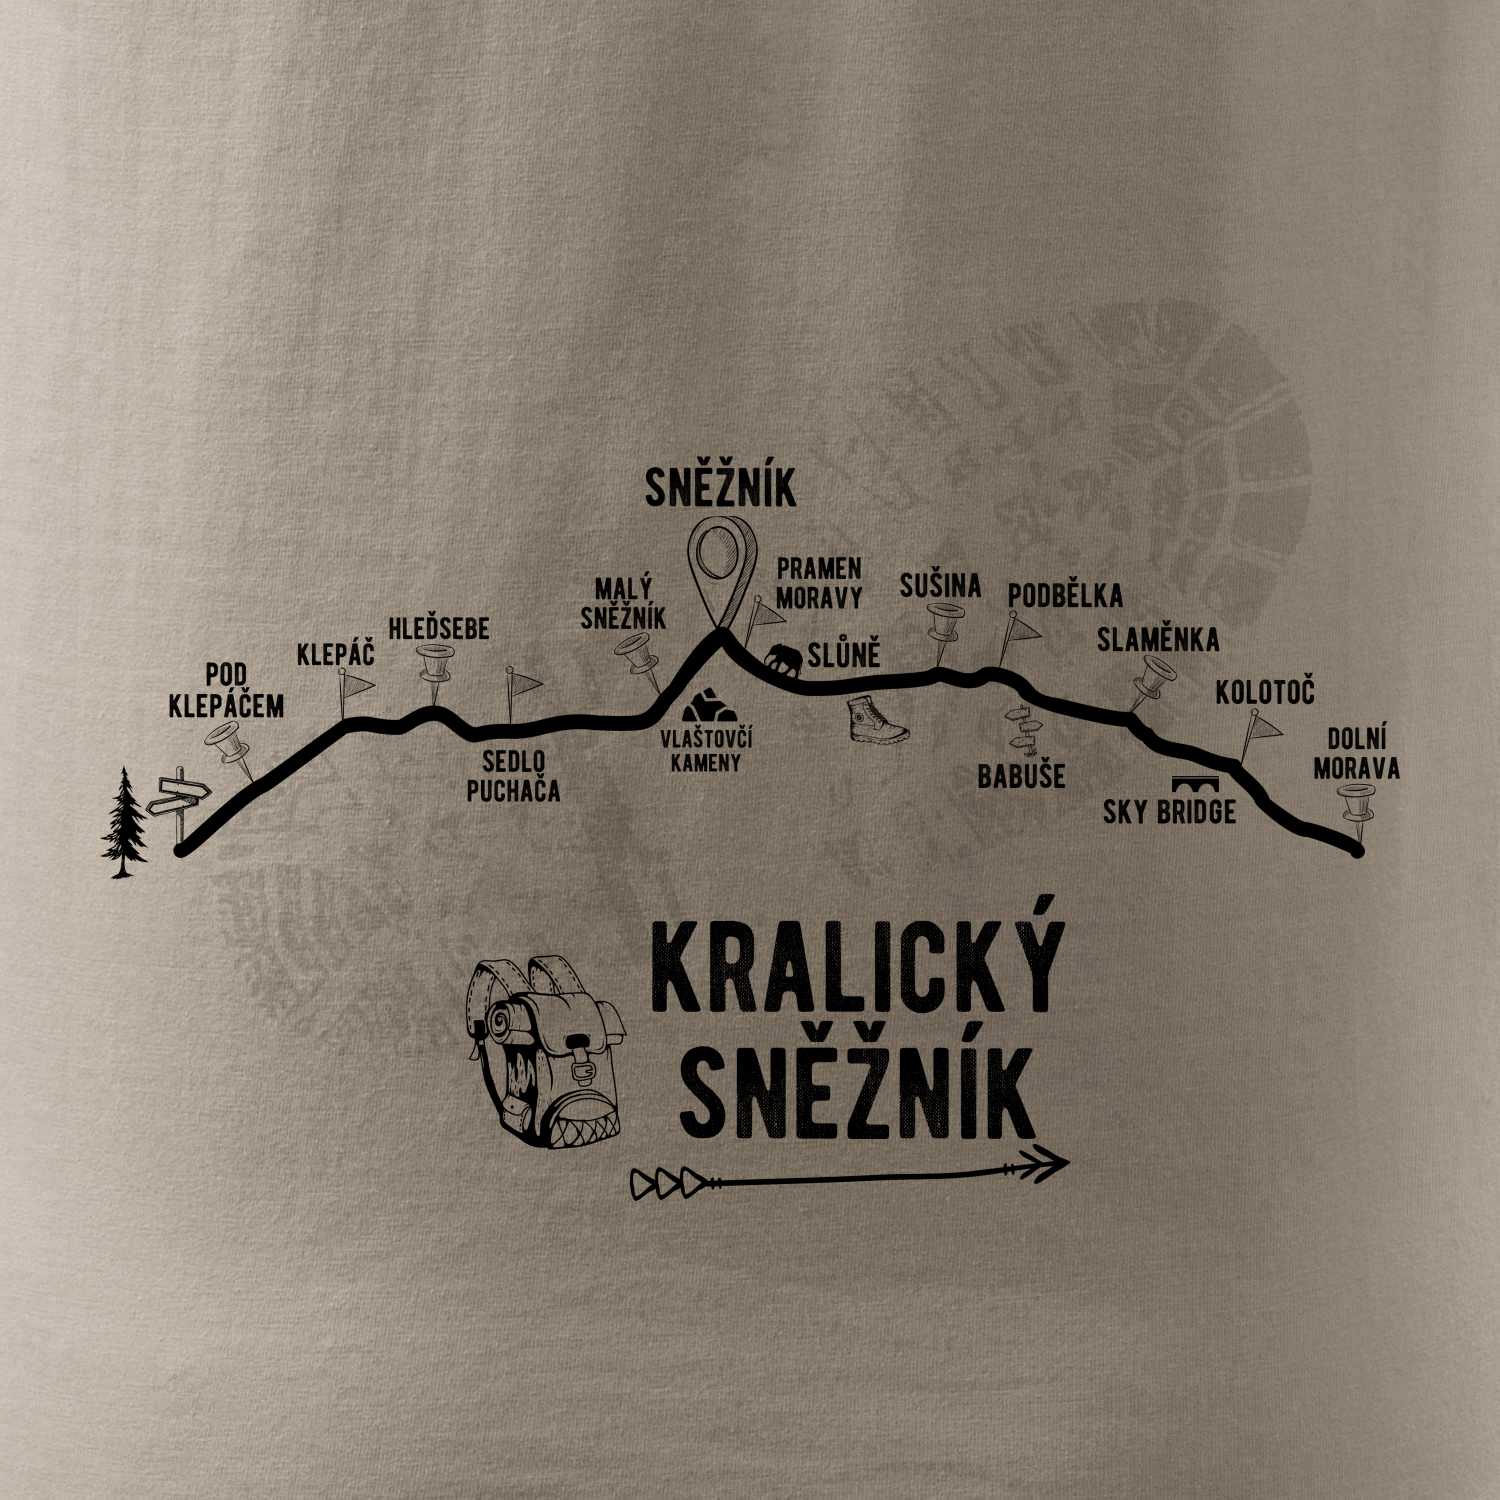 SNĚŽNÍK
PRAMEN
MORAVY
MALÝ
SNĚŽNÍK
SUŠINA
PODBĚLKA
HLEĎSEBE
KLEPÁČ
SLŮNĚ
SLAMĚNKA
POD
KLEPÁČEM
KOLOTOČ
VLAŠTOVČÍ
KAMENY
DOLNÍ
MORAVA
SEDLO
PUCHAČA
BABUŠE
SKY BRIDGE
KRALICKÝ
SNĚŽNÍK